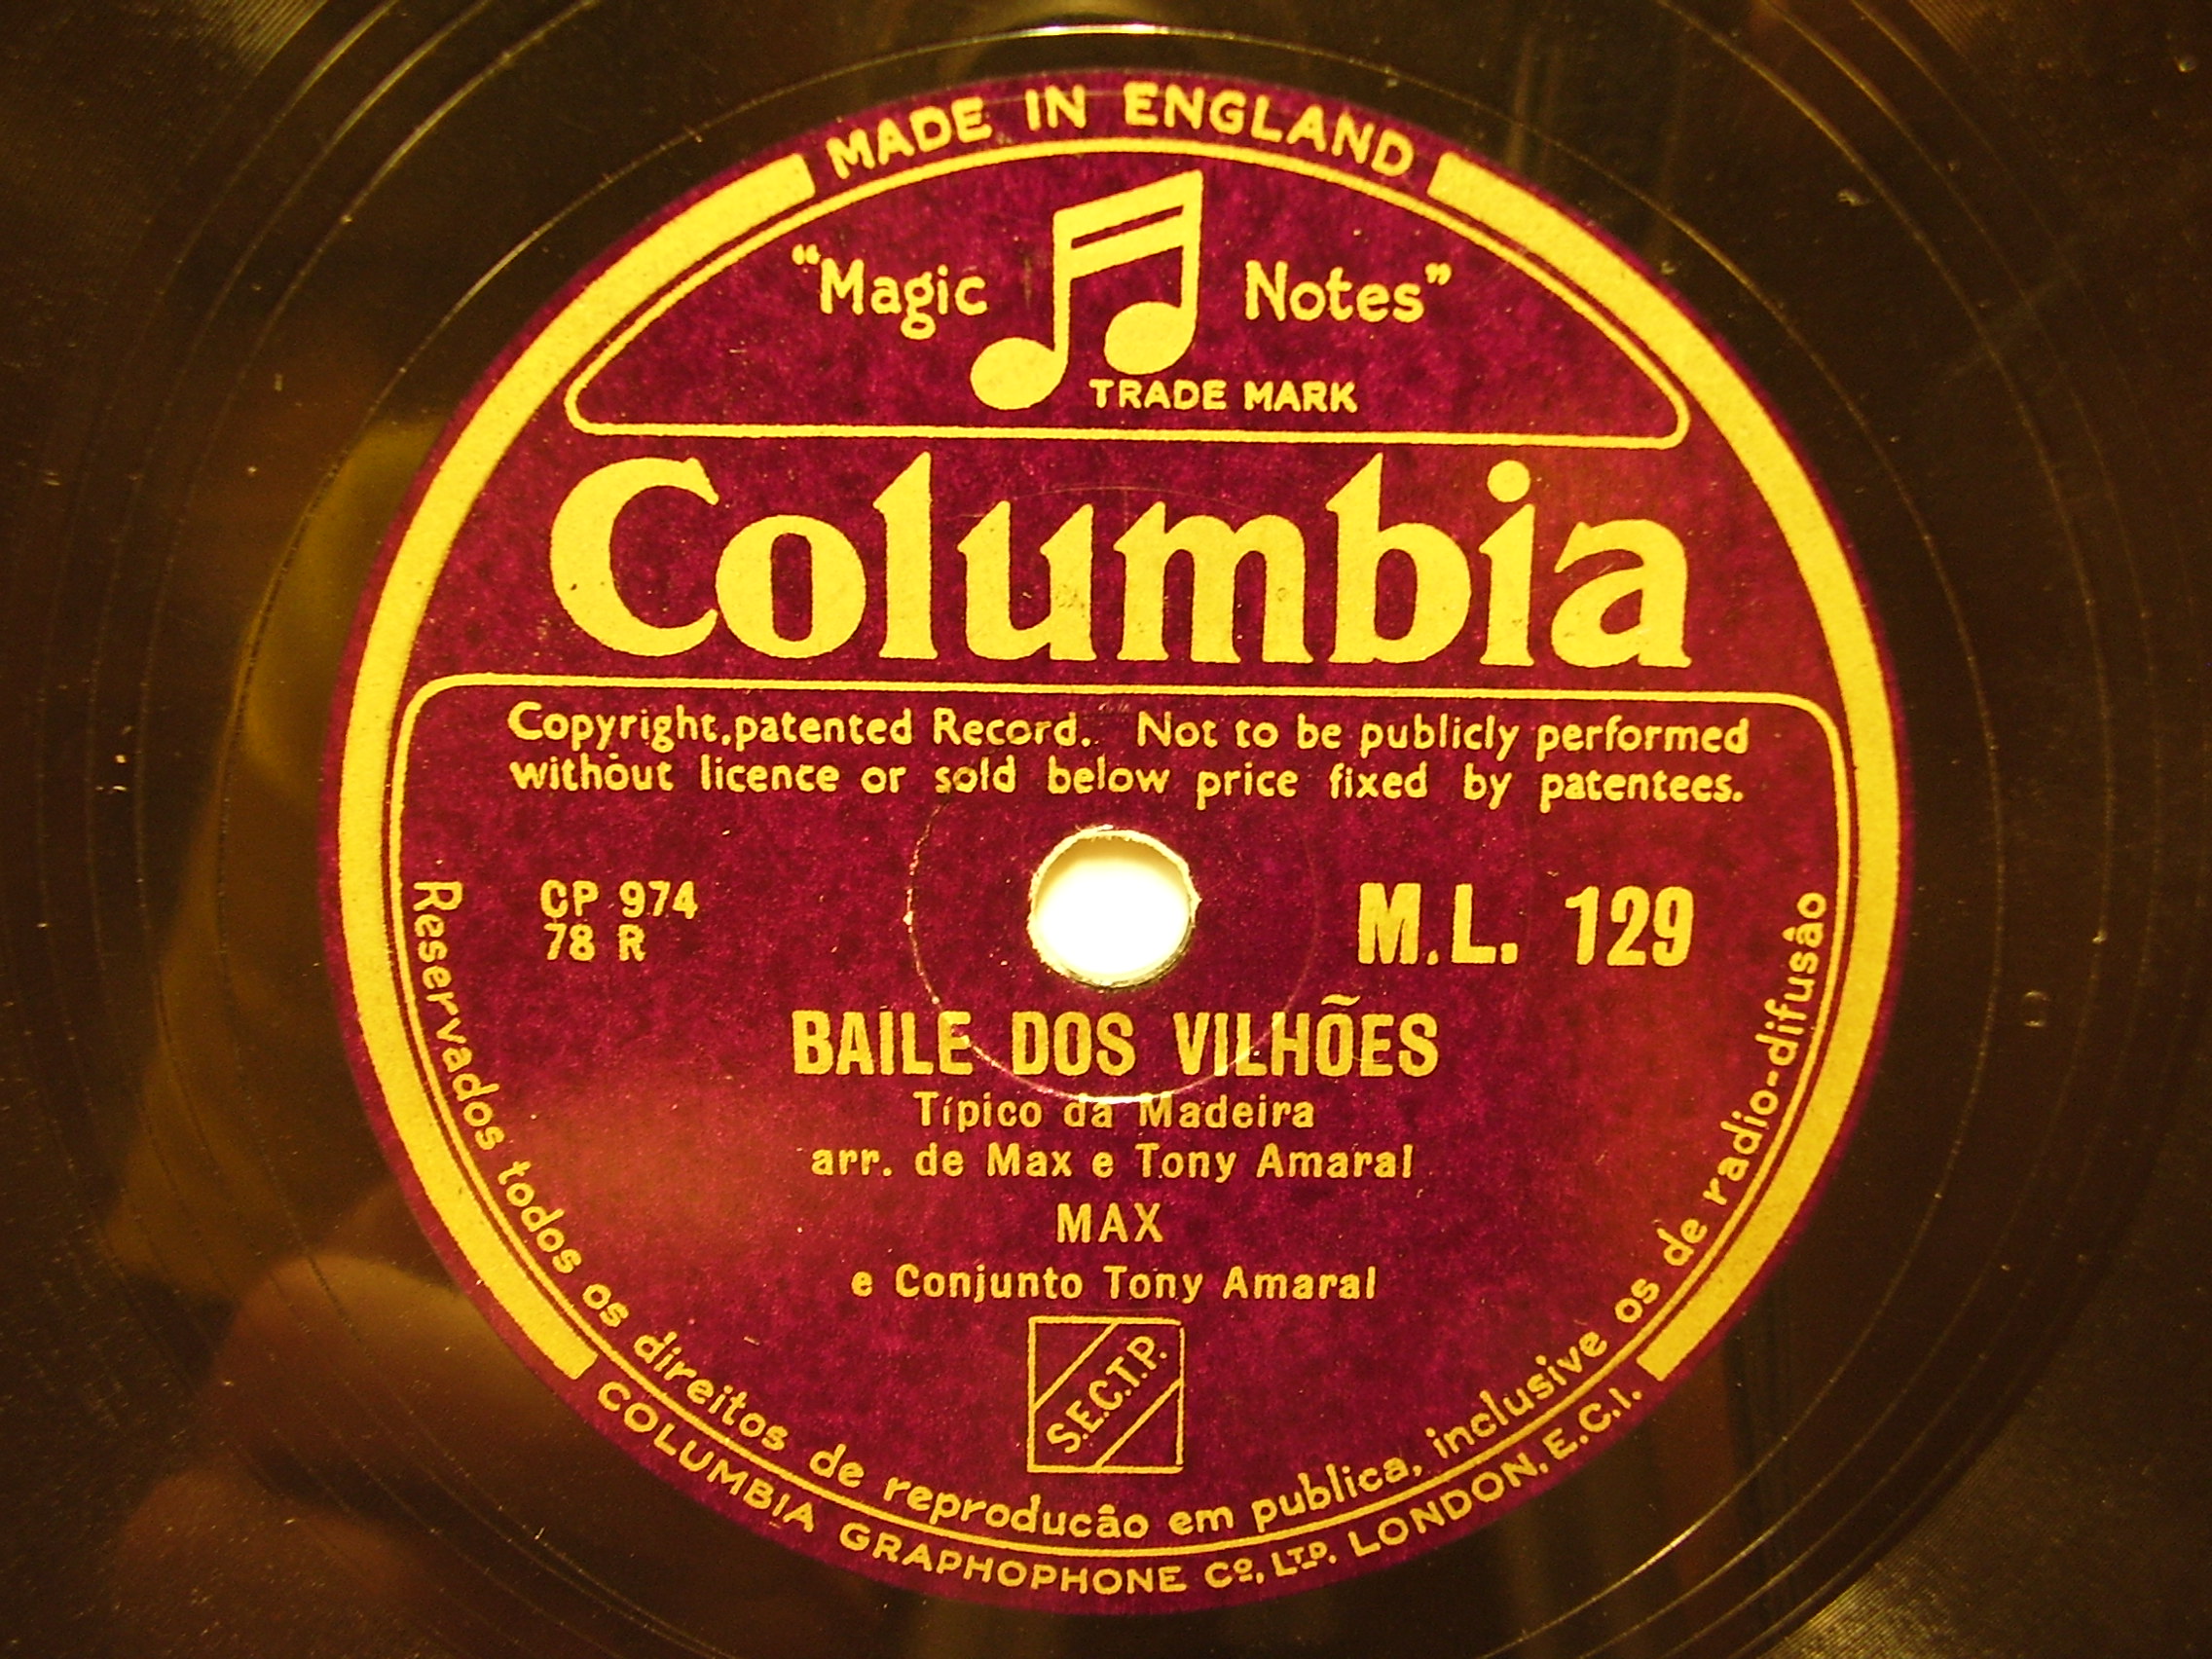 MADE IN ENGLAND
“Magic Notes”
TRADE MARK
Columbia
Copyright, patented Record. Not to be publicly performed
without licence or sold below price fixed by patentees.
CP 974
78 R
M.L. 129
BAILE DOS VILHÕES
Típico da Madeira
arr. de Max e Tony Amaral
MAX
e Conjunto Tony Amaral
S.E.C.T.P.
Reservados todos os direitos de reproducâo em publica, inclusive os de radio-difusâo
COLUMBIA GRAPHOPHONE Cº, LTD. LONDON, E.C.I.